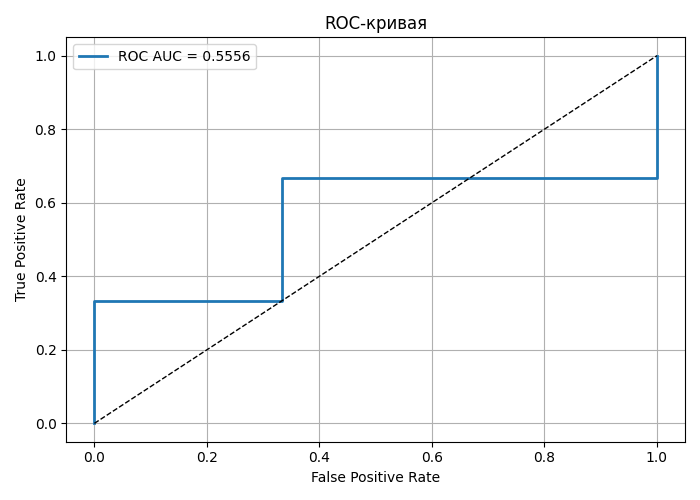 ROC-кривая
ROC AUC = 0.5556
True Positive Rate
1.0
0.8
0.6
0.4
0.2
0.0
0.0 0.2 0.4 0.6 0.8 1.0
False Positive Rate